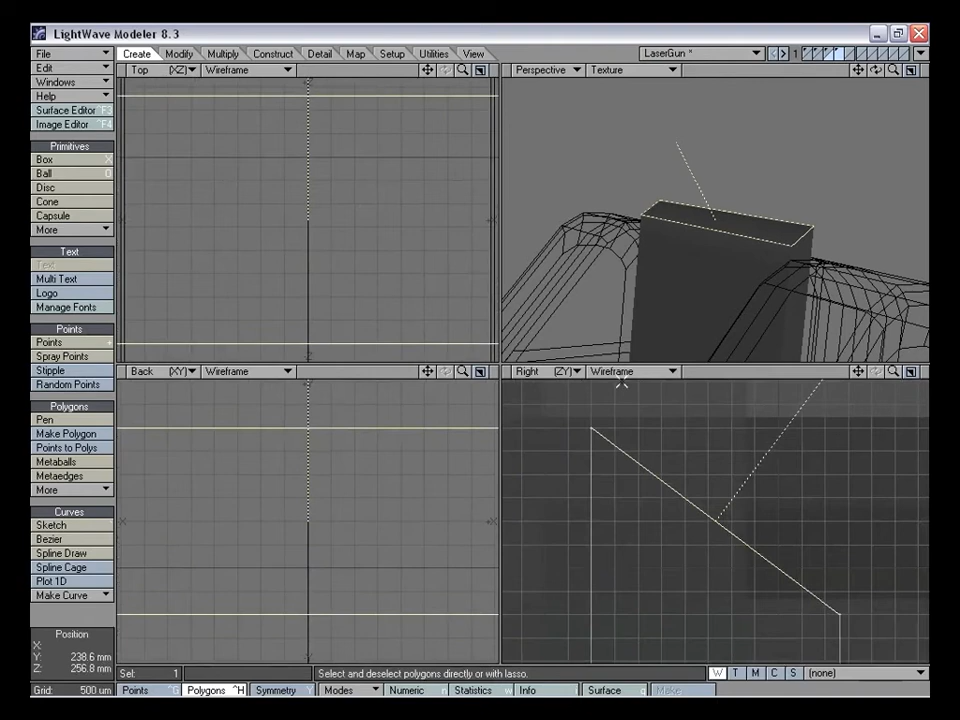 LightWave Modeler 8.3
File Create Modify Multiply Construct Detail Map Setup Utilities View LaserGun * 1
Edit Top (XZ) Wireframe Perspective Texture
Windows
Help
Surface Editor F3
Image Editor F4
Primitives
Box X
Ball O
Disc
Cone
Capsule
More
Text
Text
Multi Text
Logo
Manage Fonts
Points
Points +
Spray Points
Stipple
Back (XY) Wireframe Right (ZY) Wireframe
Random Points
Polygons
Pen
Make Polygon
Points to Polys
Metaballs
Metaedges
More
Curves
Sketch
Bezier
Spline Draw
Spline Cage
Plot 1D
Make Curve
Position
X:
Y: 238.6 mm
Z: 256.8 mm
Sel: 1 Select and deselect polygons directly or with lasso. W T M C S (none)
Grid: 500 um Points ^G Polygons ^H Symmetry Y Modes Numeric n Statistics w Info i Surface q Make